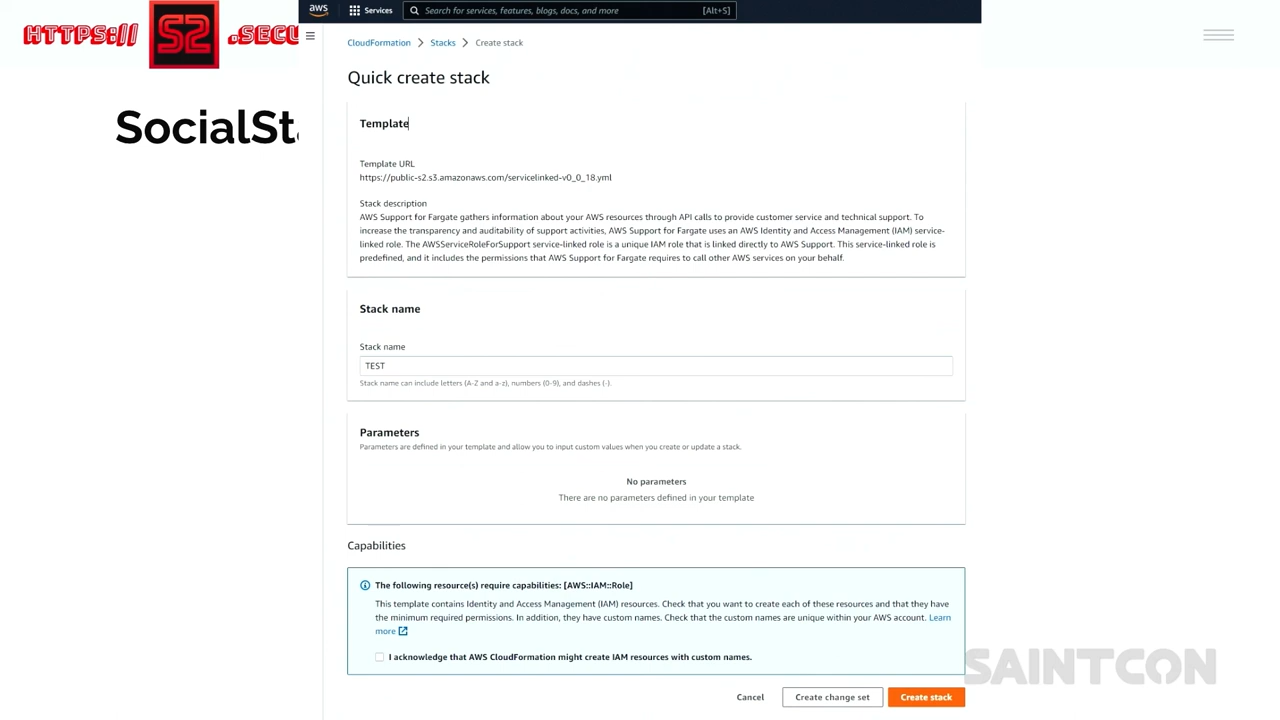 aws
Services
Search for services, features, blogs, docs, and more
[Alt+S]
HTTPS://
S2
.SECU
CloudFormation > Stacks > Create stack
Quick create stack
SocialSta
Template
Template URL
https://public-s2.s3.amazonaws.com/servicelinked-v0_0_18.yml
Stack description
AWS Support for Fargate gathers information about your AWS resources through API calls to provide customer service and technical support. To
increase the transparency and auditability of support activities, AWS Support for Fargate uses an AWS Identity and Access Management (IAM) service-
linked role. The AWSServiceRoleForSupport service-linked role is a unique IAM role that is linked directly to AWS Support. This service-linked role is
predefined, and it includes the permissions that AWS Support for Fargate requires to call other AWS services on your behalf.
Stack name
Stack name
TEST
Stack name can include letters (A-Z and a-z), numbers (0-9), and dashes (-).
Parameters
Parameters are defined in your template and allow you to input custom values when you create or update a stack.
No parameters
There are no parameters defined in your template
Capabilities
The following resource(s) require capabilities: [AWS::IAM::Role]
This template contains Identity and Access Management (IAM) resources. Check that you want to create each of these resources and that they have
the minimum required permissions. In addition, they have custom names. Check that the custom names are unique within your AWS account. Learn
more
I acknowledge that AWS CloudFormation might create IAM resources with custom names.
SAINTCON
Cancel
Create change set
Create stack